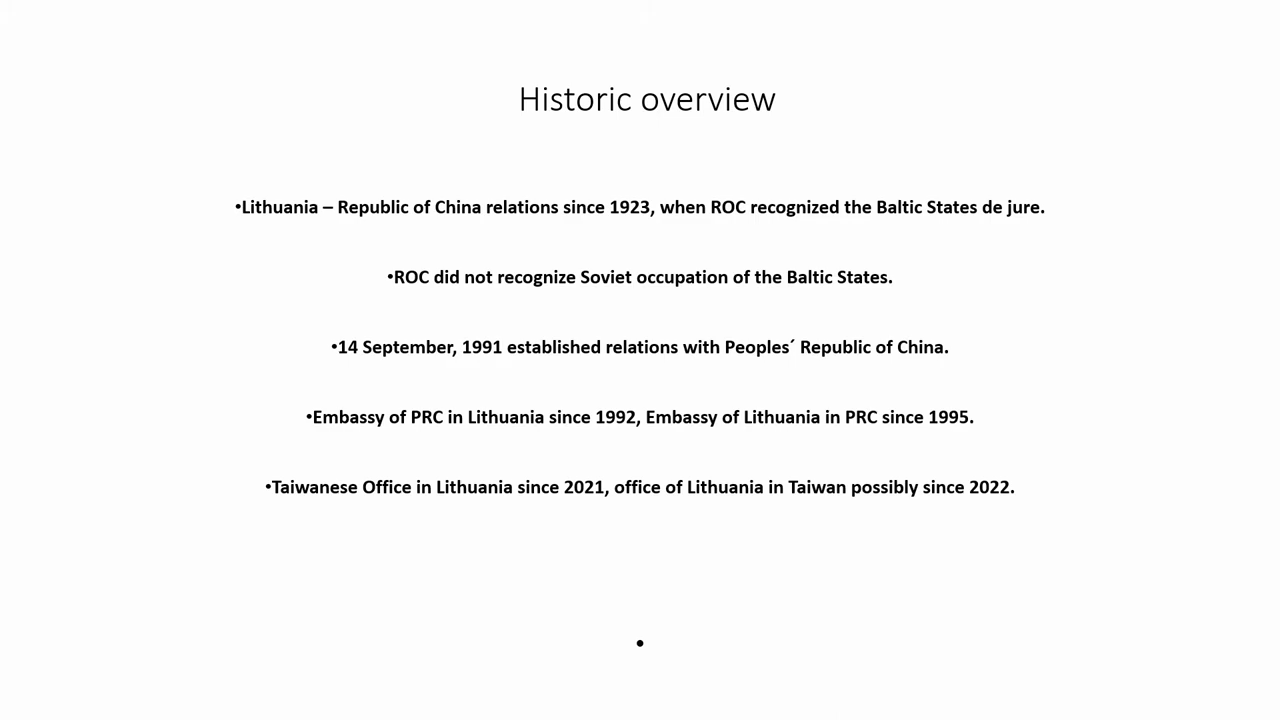 Historic overview
•Lithuania – Republic of China relations since 1923, when ROC recognized the Baltic States de jure.
•ROC did not recognize Soviet occupation of the Baltic States.
•14 September, 1991 established relations with Peoples´ Republic of China.
•Embassy of PRC in Lithuania since 1992, Embassy of Lithuania in PRC since 1995.
•Taiwanese Office in Lithuania since 2021, office of Lithuania in Taiwan possibly since 2022.
•